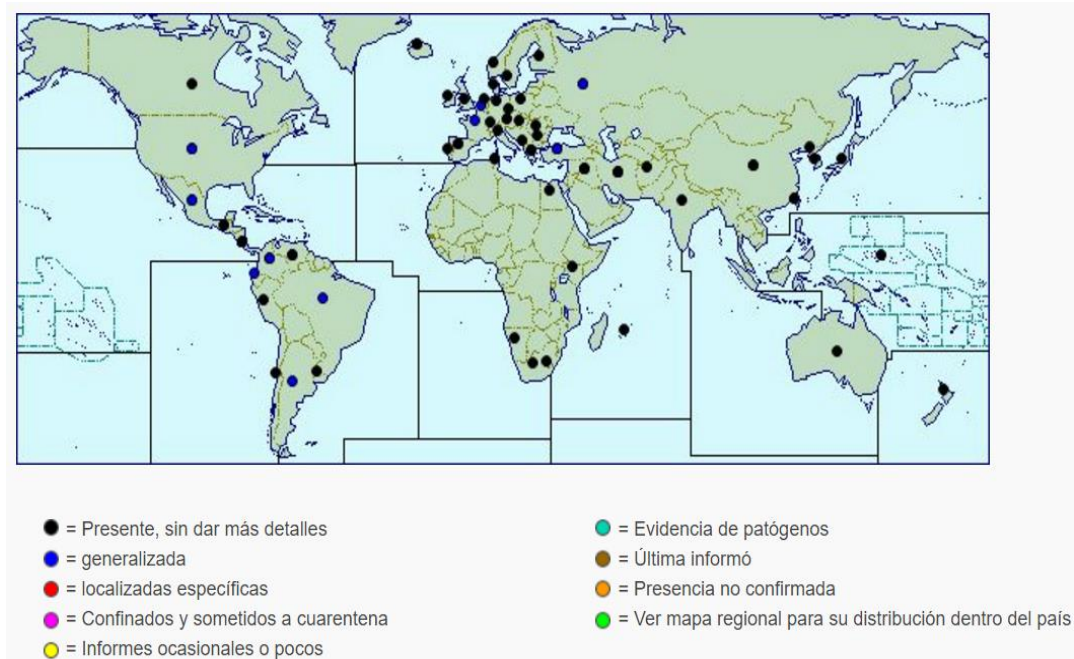 = Presente, sin dar más detalles
= generalizada
= localizadas específicas
= Confinados y sometidos a cuarentena
= Informes ocasionales o pocos
= Evidencia de patógenos
= Última informó
= Presencia no confirmada
= Ver mapa regional para su distribución dentro del país